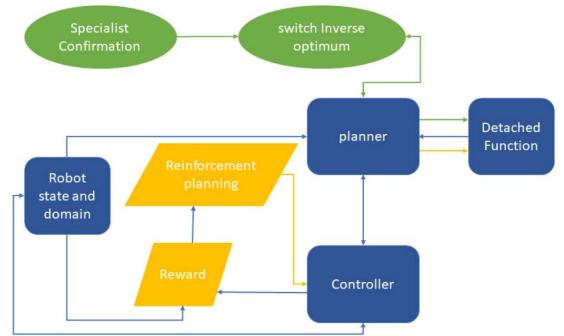 Specialist
Confirmation
switch Inverse
optimum
planner
Detached
Function
Reinforcement
planning
Robot
state and
domain
Reward
Controller